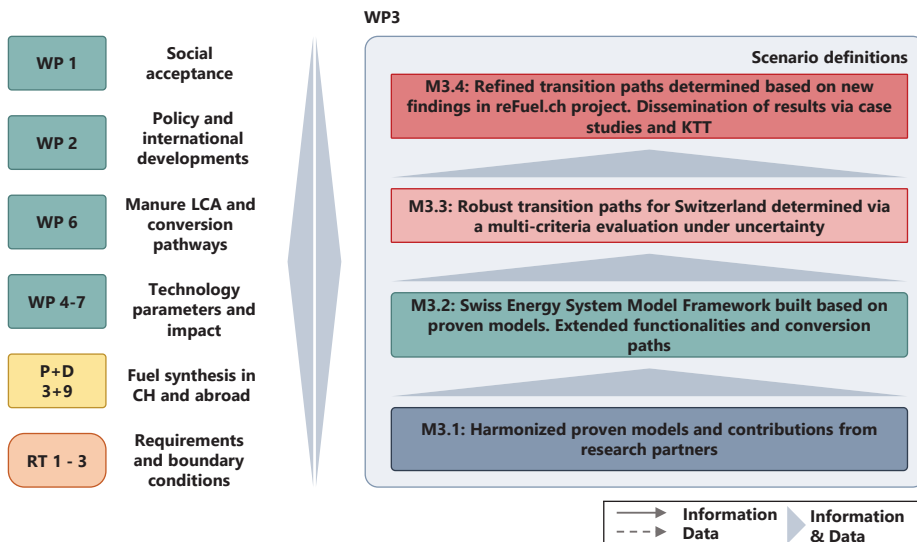 WP3
WP 1
Social
acceptance
WP 2
Policy and
international
developments
WP 6
Manure LCA and
conversion
pathways
WP 4-7
Technology
parameters and
impact
P+D
3+9
Fuel synthesis in
CH and abroad
RT 1 - 3
Requirements
and boundary
conditions
Scenario definitions
M3.4: Refined transition paths determined based on new
findings in reFuel.ch project. Dissemination of results via case
studies and KTT
M3.3: Robust transition paths for Switzerland determined via
a multi-criteria evaluation under uncertainty
M3.2: Swiss Energy System Model Framework built based on
proven models. Extended functionalities and conversion
paths
M3.1: Harmonized proven models and contributions from
research partners
Information
Data
Information
& Data